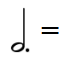 𝅗𝅥. =